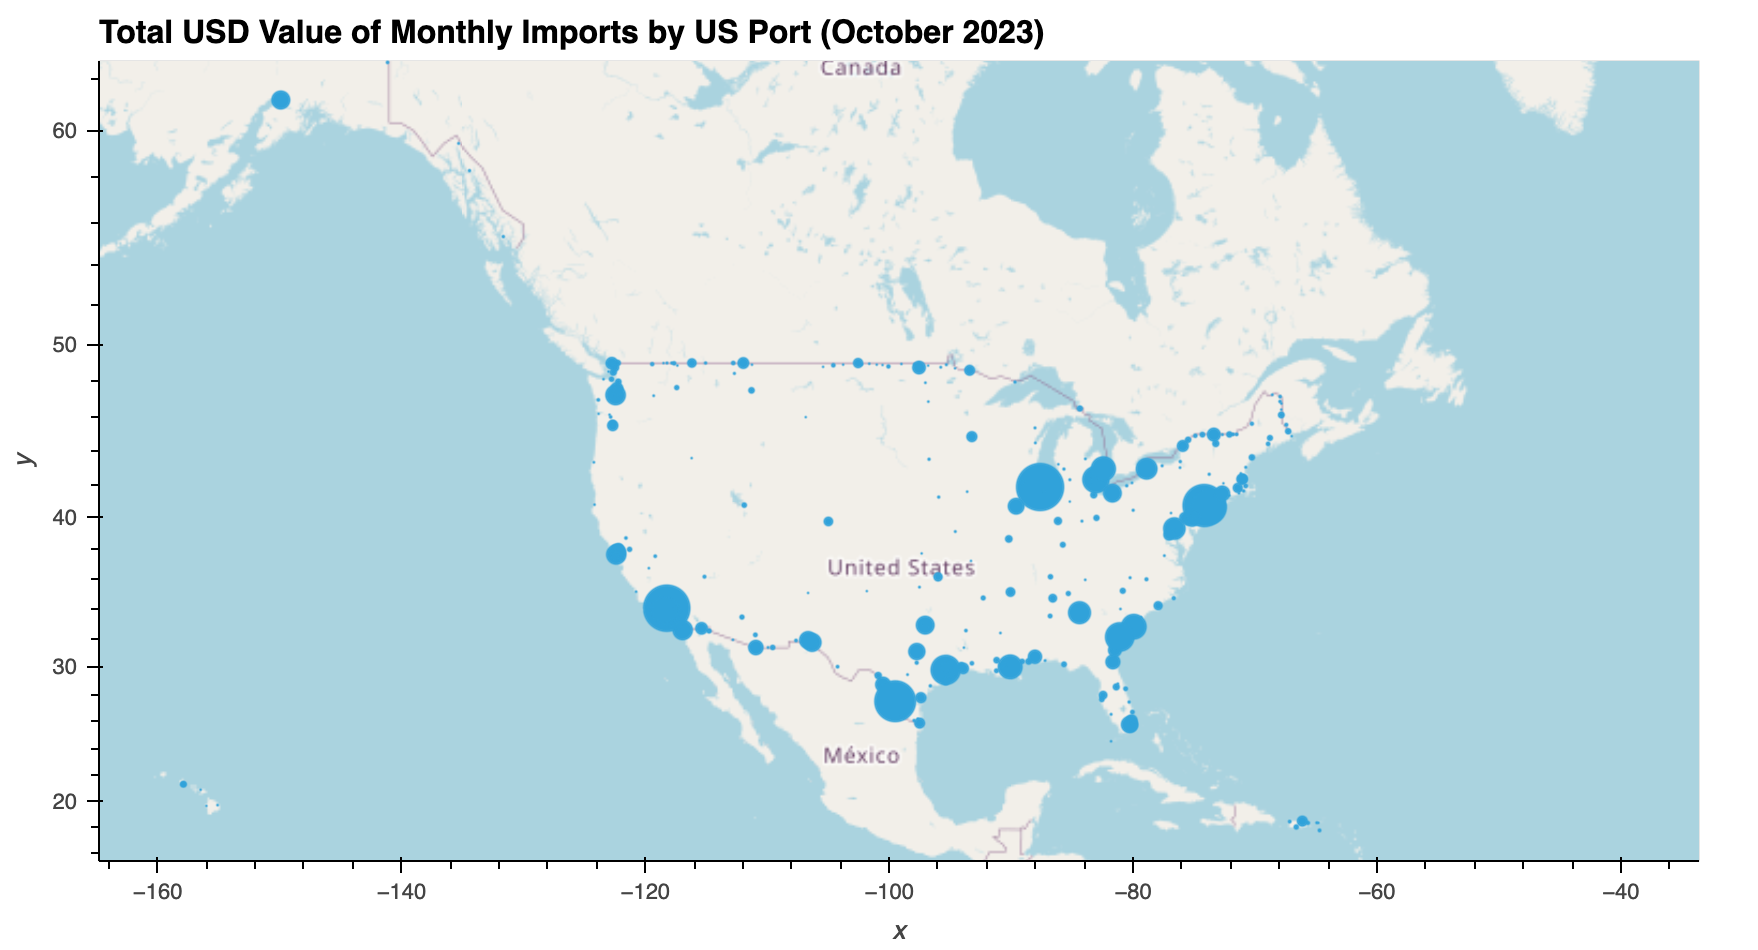 Total USD Value of Monthly Imports by US Port (October 2023)
Canada
60
50
y
40
United States
30
México
20
−160
−140
−120
−100
−80
−60
−40
x